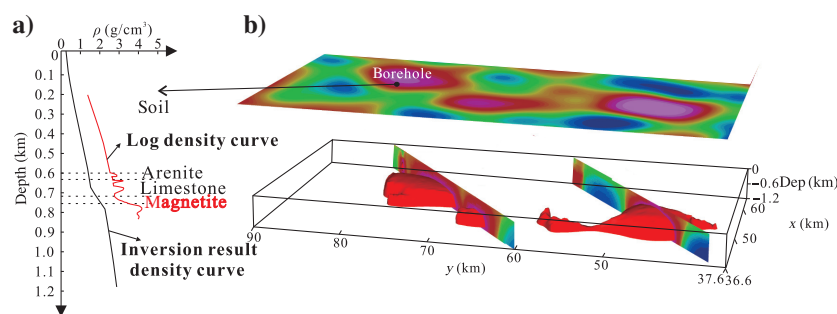 a)
ρ (g/cm³)
0 1 2 3 4 5
0
0.1
0.2
0.3
0.4
0.5
0.6
0.7
0.8
0.9
1.0
1.1
1.2
Depth (km)
Soil
Log density curve
Arenite
Limestone
Magnetite
Inversion result
density curve
b)
Borehole
0
-0.6
-1.2
Dep (km)
60
50
x (km)
37.6 36.6
90
80
70
60
50
y (km)